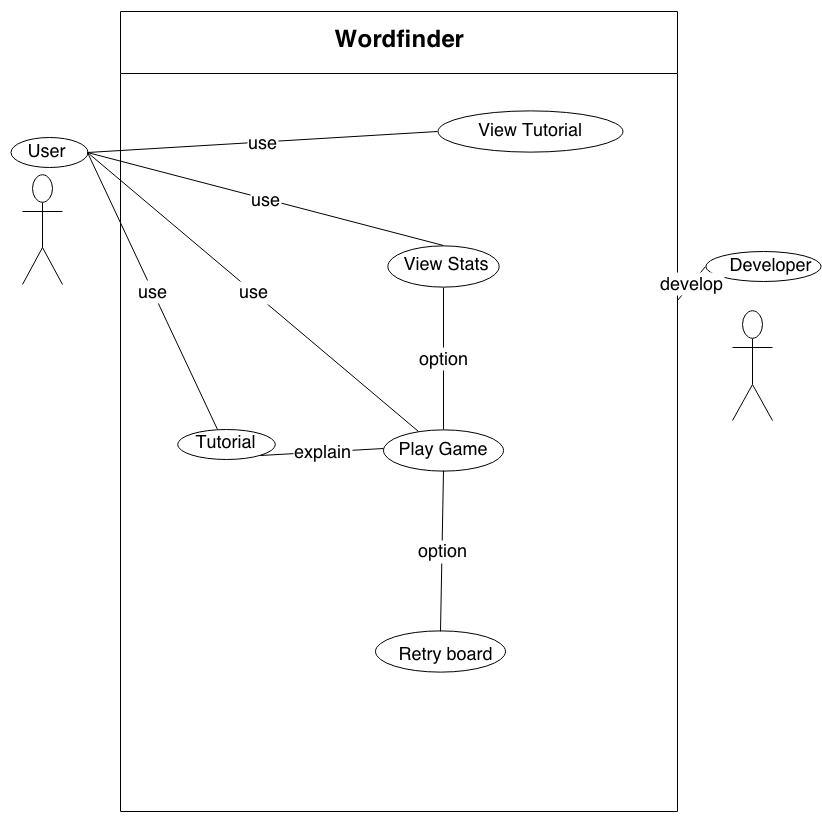 Wordfinder
View Tutorial
User
use
use
View Stats
Developer
develop
use
use
option
Tutorial
explain
Play Game
option
Retry board